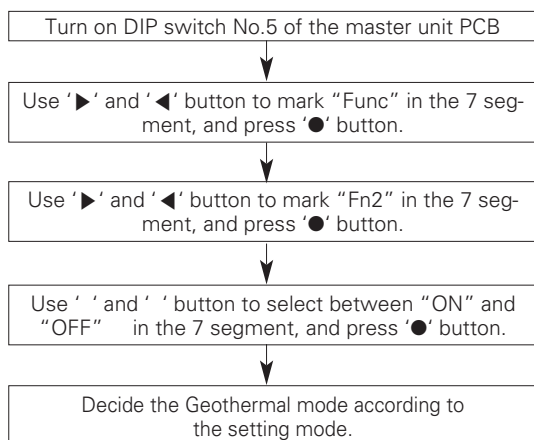 Turn on DIP switch No.5 of the master unit PCB
Use ‘▶‘ and ‘◀‘ button to mark “Func” in the 7 seg-
ment, and press ‘●‘ button.
Use ‘▶‘ and ‘◀‘ button to mark “Fn2” in the 7 seg-
ment, and press ‘●‘ button.
Use ‘ ‘ and ‘ ‘ button to select between “ON” and
“OFF” in the 7 segment, and press ‘●‘ button.
Decide the Geothermal mode according to
the setting mode.